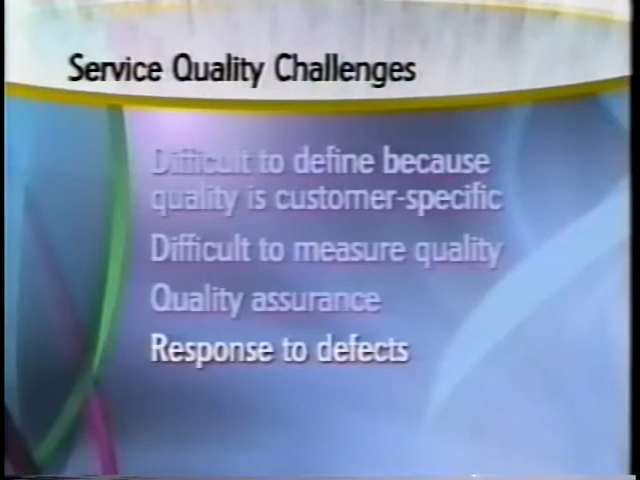 Service Quality Challenges
Difficult to define because
quality is customer-specific
Difficult to measure quality
Quality assurance
Response to defects